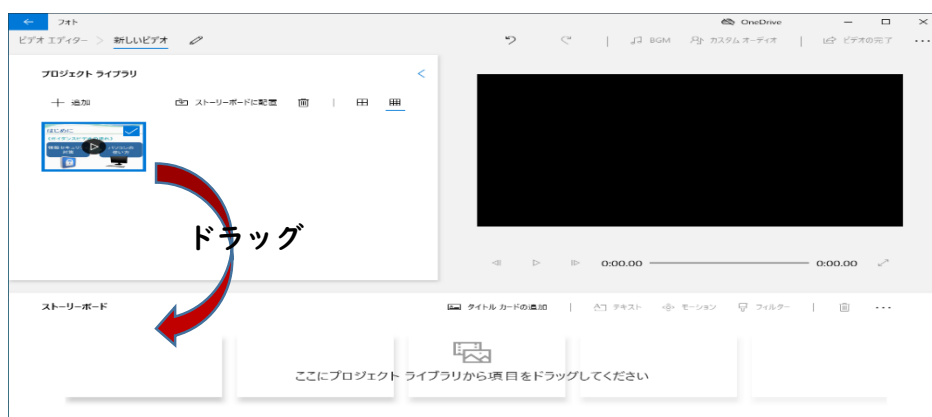 フォト
OneDrive
ビデオ エディター > 新しいビデオ
BGM
カスタム オーディオ
ビデオの完了
プロジェクト ライブラリ
追加
ストーリーボードに配置
はじめに
ドラッグ
0:00.00
0:00.00
ストーリーボード
タイトル カードの追加
テキスト
モーション
フィルター
ここにプロジェクト ライブラリから項目をドラッグしてください